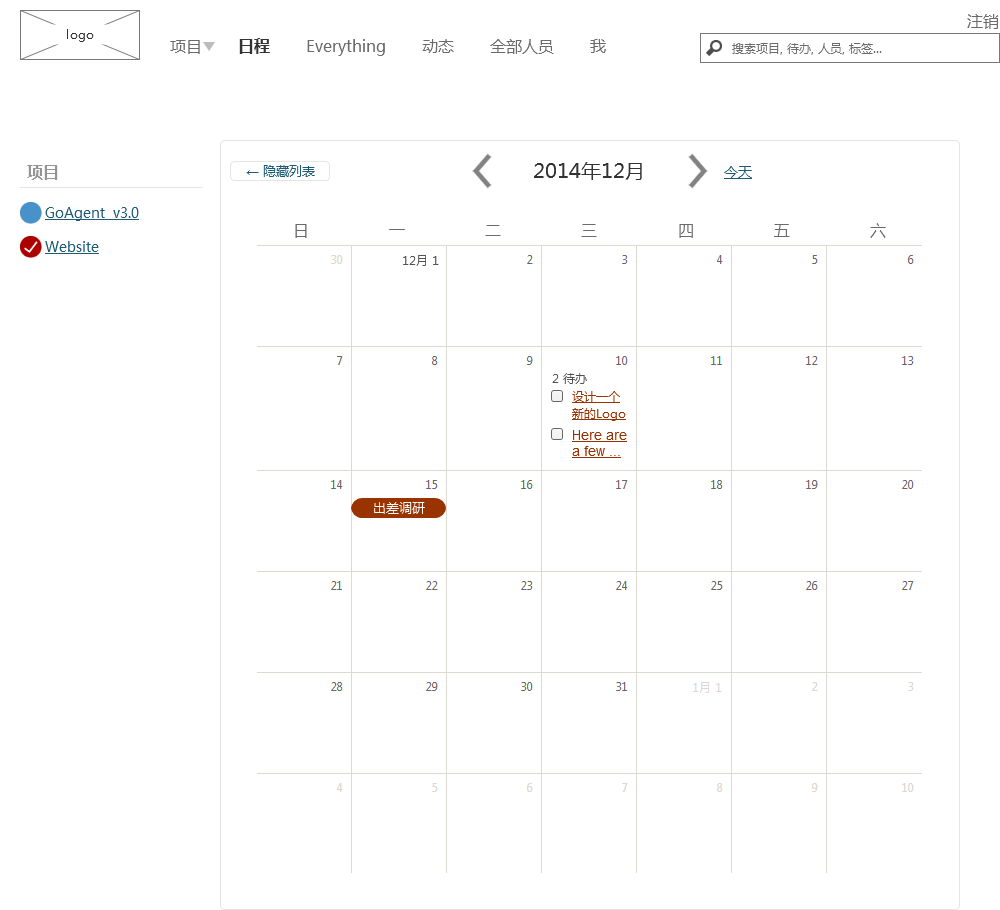 注销
logo
项目 日程 Everything 动态 全部人员 我
搜索项目, 待办, 人员, 标签...
项目
GoAgent v3.0
Website
← 隐藏列表
2014年12月
今天
日 一 二 三 四 五 六
30 12月 1 2 3 4 5 6
7 8 9 10 11 12 13
2 待办
设计一个
新的Logo
Here are
a few ...
14 15 16 17 18 19 20
出差调研
21 22 23 24 25 26 27
28 29 30 31 1月 1 2 3
4 5 6 7 8 9 10